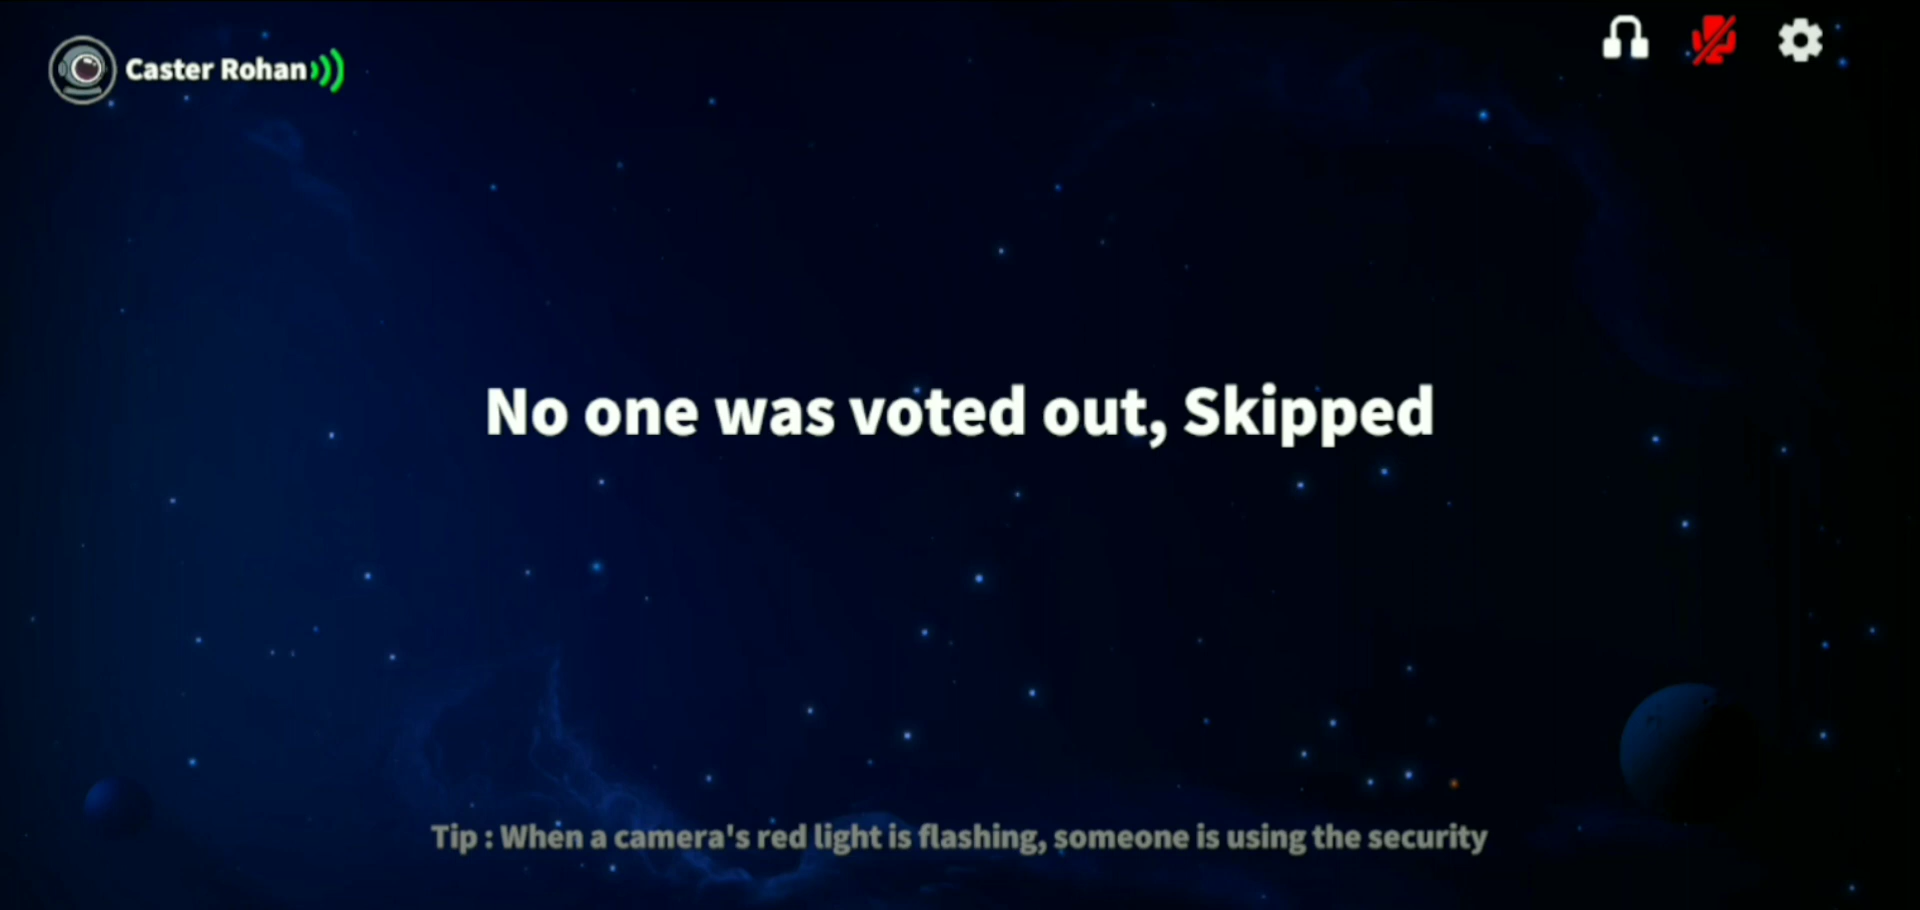 Caster Rohan
No one was voted out, Skipped
Tip : When a camera's red light is flashing, someone is using the security